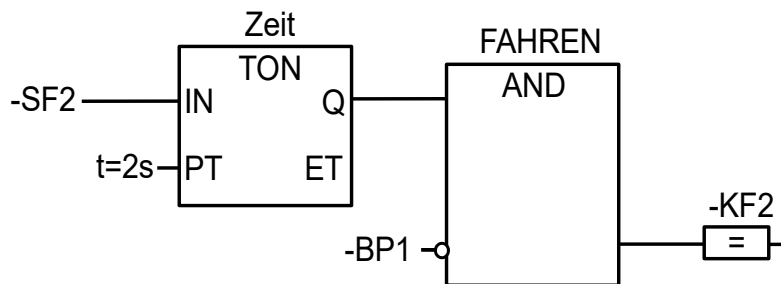 Zeit
TON
-SF2
IN
Q
t=2s
PT
ET
FAHREN
AND
-BP1
-KF2
=